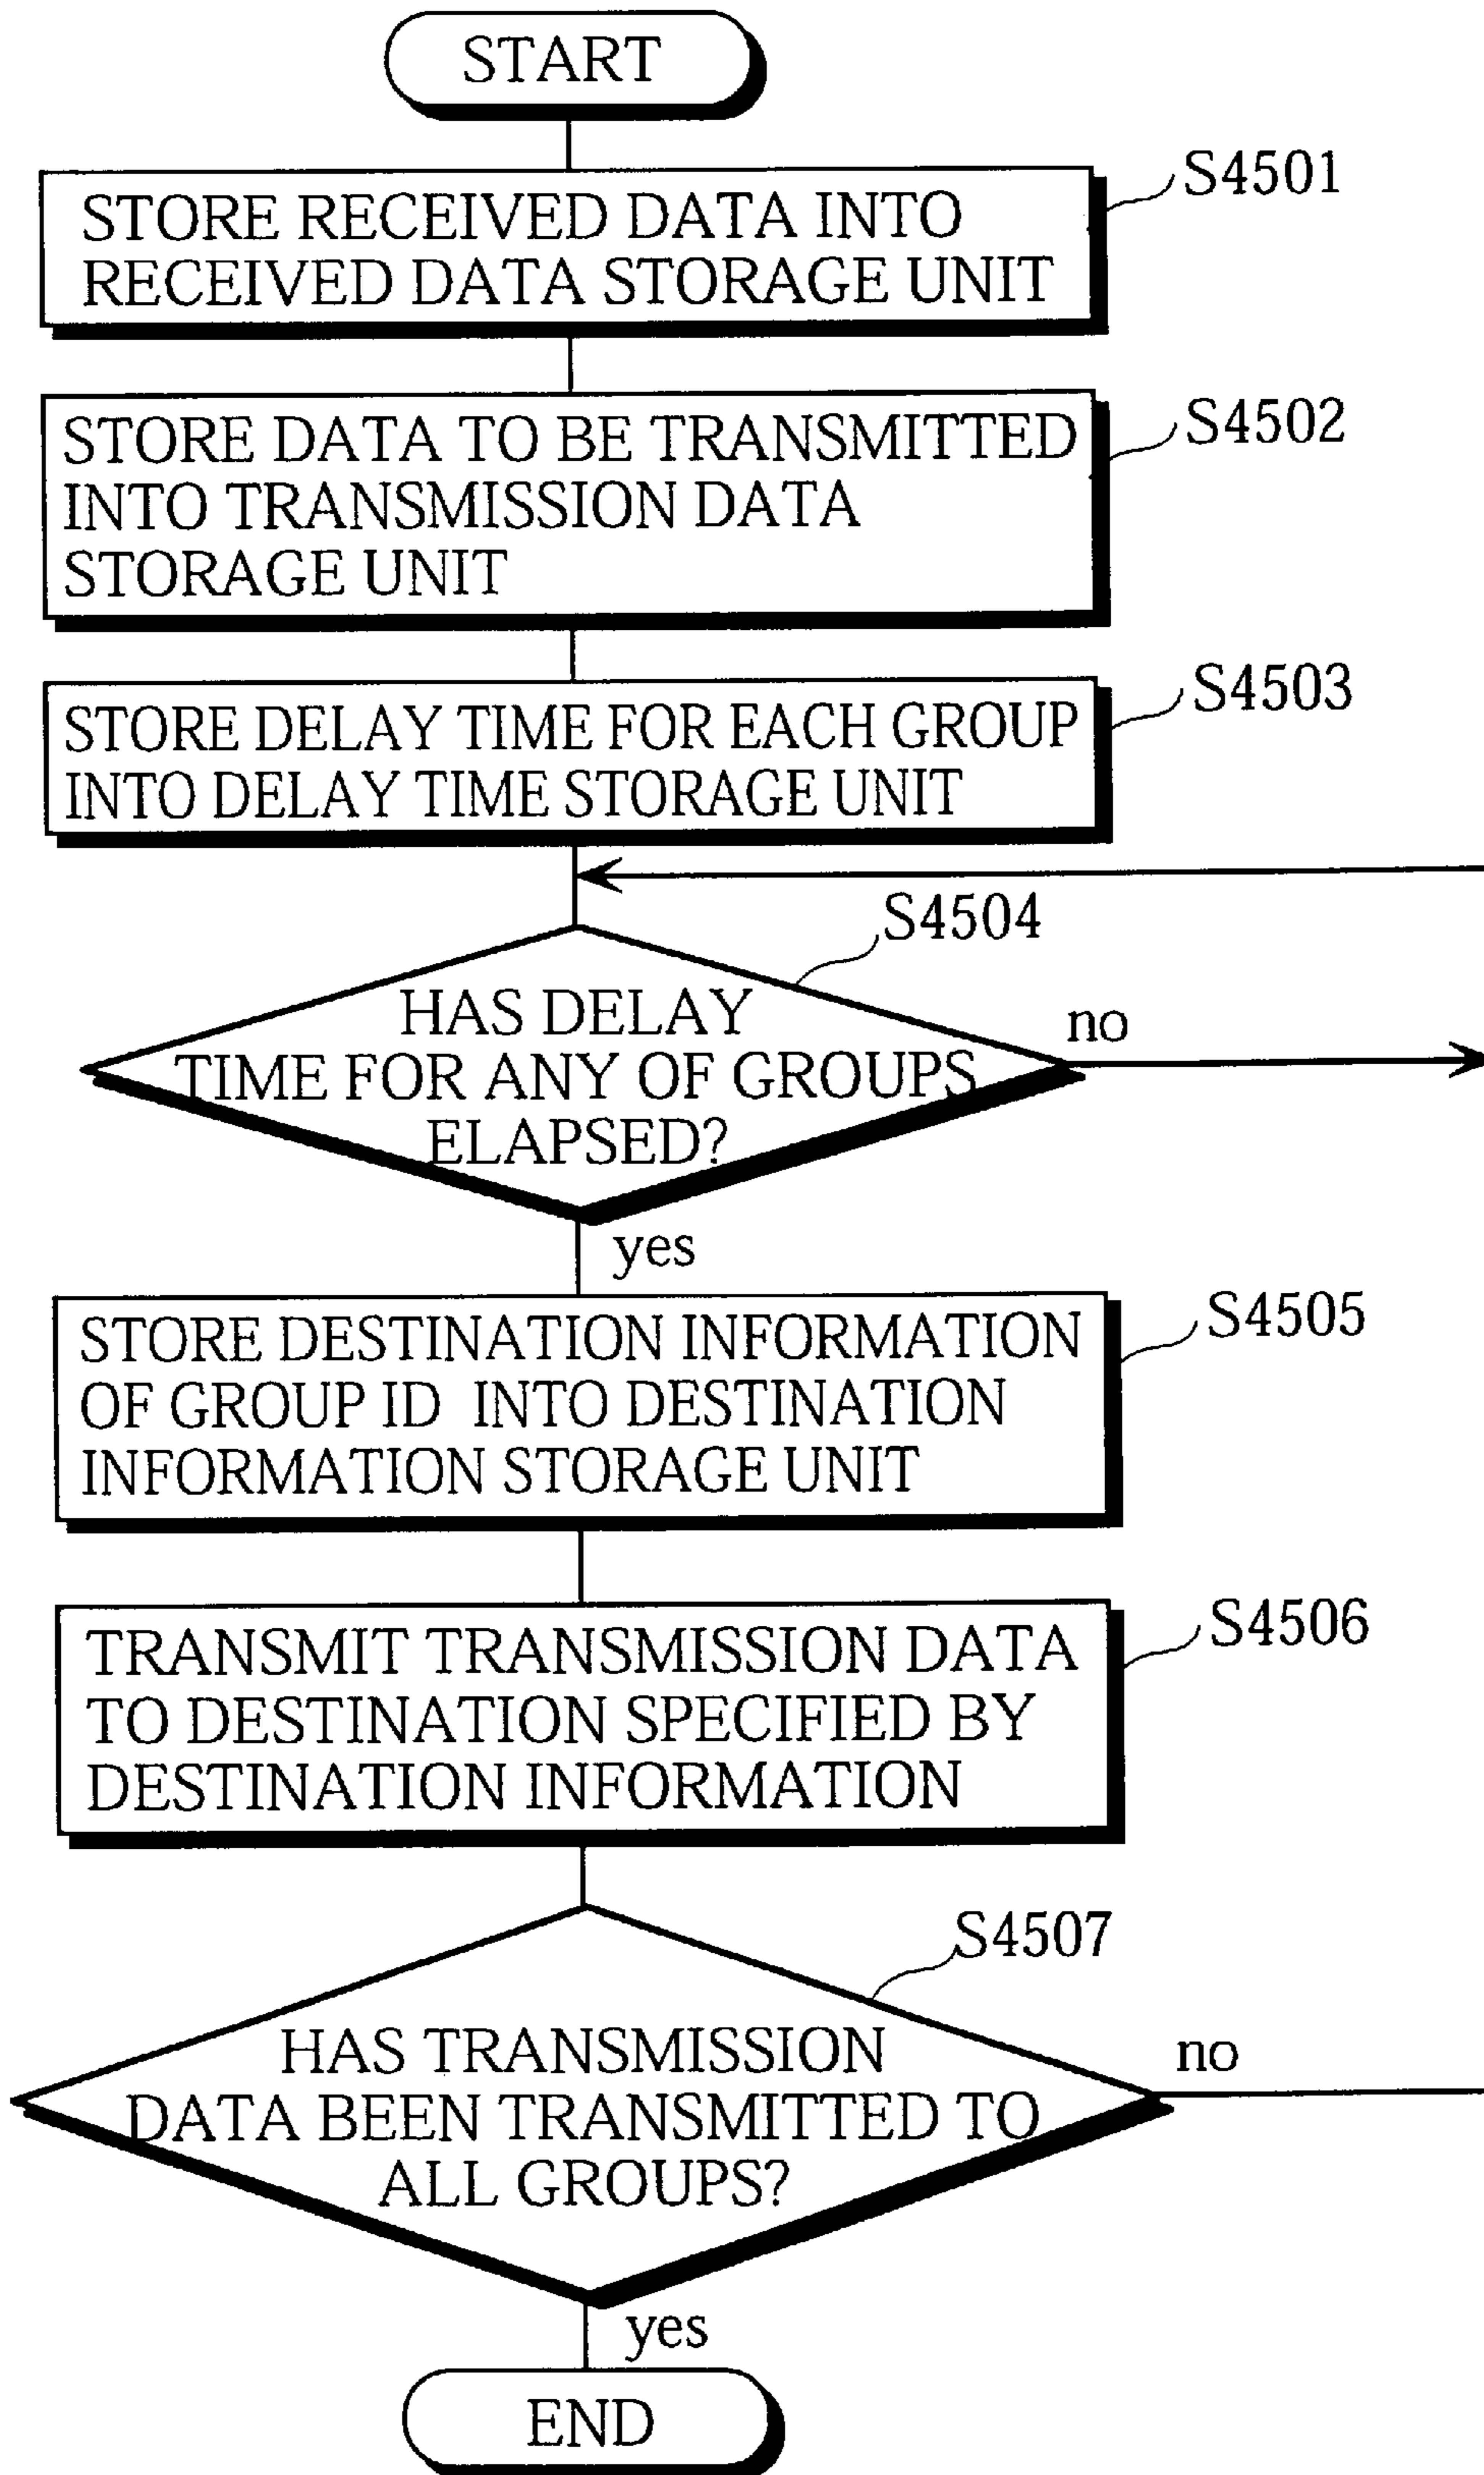 START
S4501
STORE RECEIVED DATA INTO
RECEIVED DATA STORAGE UNIT
S4502
STORE DATA TO BE TRANSMITTED
INTO TRANSMISSION DATA
STORAGE UNIT
S4503
STORE DELAY TIME FOR EACH GROUP
INTO DELAY TIME STORAGE UNIT
S4504
HAS DELAY
TIME FOR ANY OF GROUPS
ELAPSED?
no
yes
S4505
STORE DESTINATION INFORMATION
OF GROUP ID INTO DESTINATION
INFORMATION STORAGE UNIT
S4506
TRANSMIT TRANSMISSION DATA
TO DESTINATION SPECIFIED BY
DESTINATION INFORMATION
S4507
HAS TRANSMISSION
DATA BEEN TRANSMITTED TO
ALL GROUPS?
no
yes
END